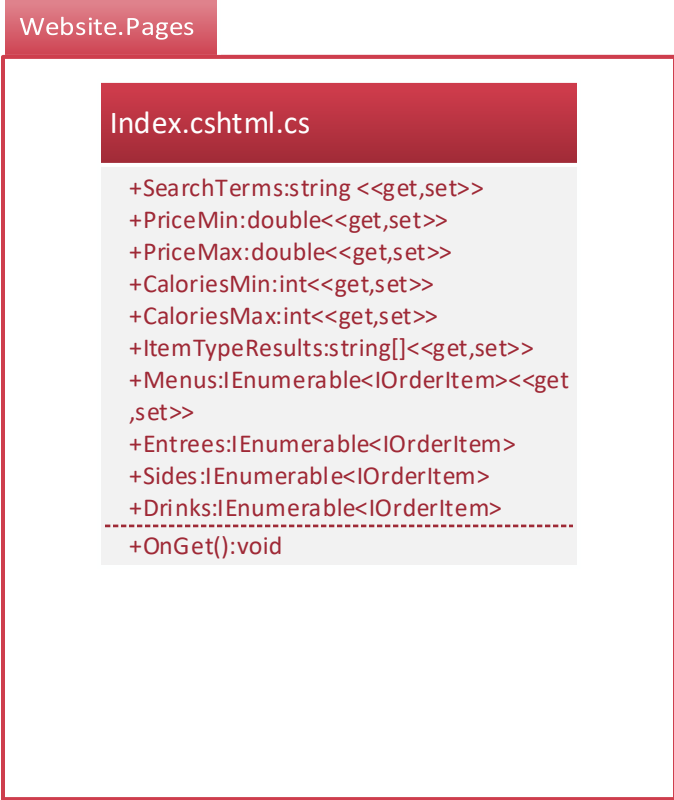 Website.Pages
Index.cshtml.cs
+SearchTerms:string <<get,set>>
+PriceMin:double<<get,set>>
+PriceMax:double<<get,set>>
+CaloriesMin:int<<get,set>>
+CaloriesMax:int<<get,set>>
+ItemTypeResults:string[]<<get,set>>
+Menus:IEnumerable<IOrderItem><<get
,set>>
+Entrees:IEnumerable<IOrderItem>
+Sides:IEnumerable<IOrderItem>
+Drinks:IEnumerable<IOrderItem>
+OnGet():void